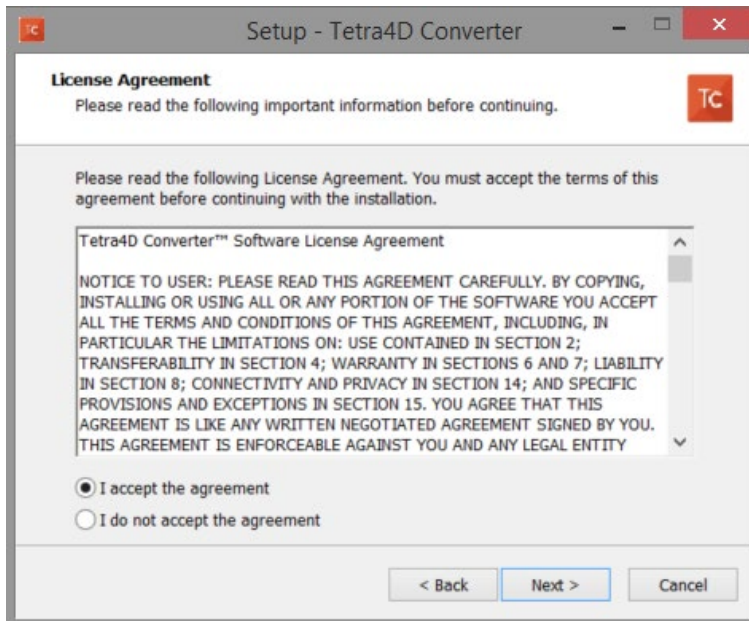 Tc
Setup - Tetra4D Converter
License Agreement
Please read the following important information before continuing.
Tc
Please read the following License Agreement. You must accept the terms of this
agreement before continuing with the installation.
Tetra4D Converter™ Software License Agreement
NOTICE TO USER: PLEASE READ THIS AGREEMENT CAREFULLY. BY COPYING,
INSTALLING OR USING ALL OR ANY PORTION OF THE SOFTWARE YOU ACCEPT
ALL THE TERMS AND CONDITIONS OF THIS AGREEMENT, INCLUDING, IN
PARTICULAR THE LIMITATIONS ON: USE CONTAINED IN SECTION 2;
TRANSFERABILITY IN SECTION 4; WARRANTY IN SECTIONS 6 AND 7; LIABILITY
IN SECTION 8; CONNECTIVITY AND PRIVACY IN SECTION 14; AND SPECIFIC
PROVISIONS AND EXCEPTIONS IN SECTION 15. YOU AGREE THAT THIS
AGREEMENT IS LIKE ANY WRITTEN NEGOTIATED AGREEMENT SIGNED BY YOU.
THIS AGREEMENT IS ENFORCEABLE AGAINST YOU AND ANY LEGAL ENTITY
I accept the agreement
I do not accept the agreement
< Back
Next >
Cancel